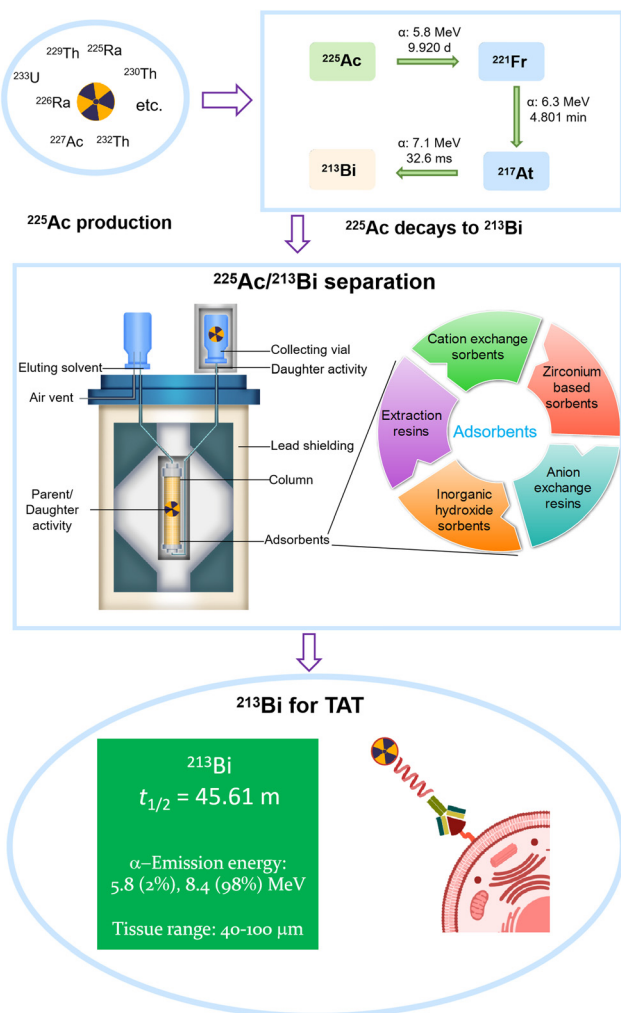 ²²⁹Th
²²⁵Ra
²³³U
²³⁰Th
²²⁶Ra
etc.
²²⁷Ac
²³²Th
²²⁵Ac production
²²⁵Ac
α: 5.8 MeV
9.920 d
²²¹Fr
α: 6.3 MeV
4.801 min
²¹³Bi
α: 7.1 MeV
32.6 ms
²¹⁷At
²²⁵Ac decays to ²¹³Bi
²²⁵Ac/²¹³Bi separation
Eluting solvent
Air vent
Parent/
Daughter
activity
Collecting vial
Daughter activity
Lead shielding
Column
Adsorbents
Cation exchange
sorbents
Zirconium
based
sorbents
Extraction
resins
Adsorbents
Anion
exchange
resins
Inorganic
hydroxide
sorbents
²¹³Bi for TAT
²¹³Bi
t₁/₂ = 45.61 m
α–Emission energy:
5.8 (2%), 8.4 (98%) MeV
Tissue range: 40-100 μm